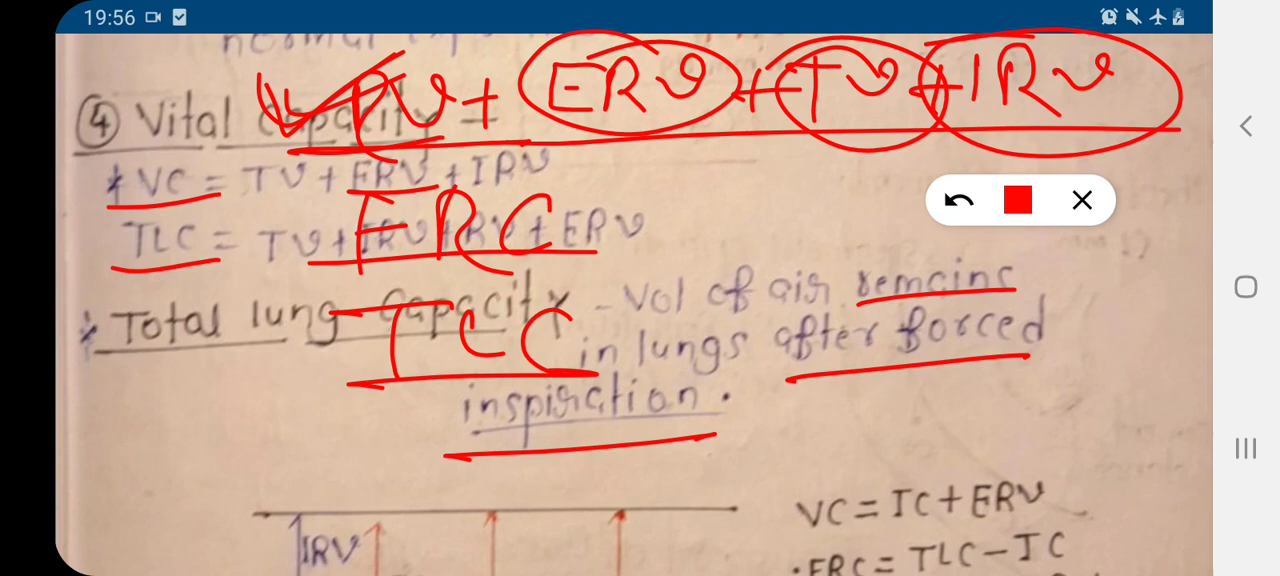 19:56
RV + ERV + TV + IRV
④ Vital capacity -
* VC = TV + ERV + IRV
FRC
TLC = TV + IRV + RV + ERV
* Total lung capacity - Vol of air remains
TLC
in lungs after forced
inspiration.
VC = IC + ERV
IRV
• FRC = TLC - IC